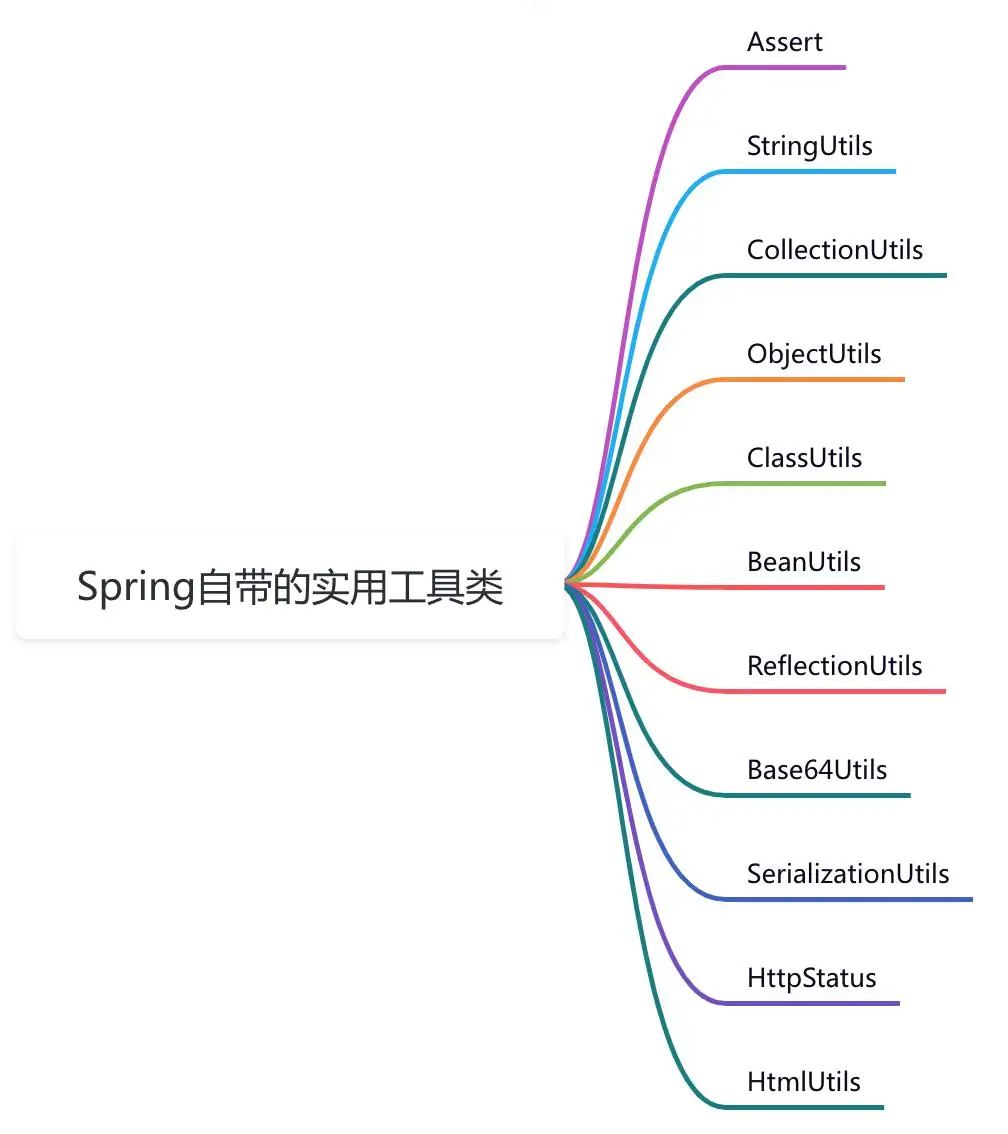 Assert
StringUtils
CollectionUtils
ObjectUtils
ClassUtils
BeanUtils
Spring自带的实用工具类
ReflectionUtils
Base64Utils
SerializationUtils
HttpStatus
HtmlUtils